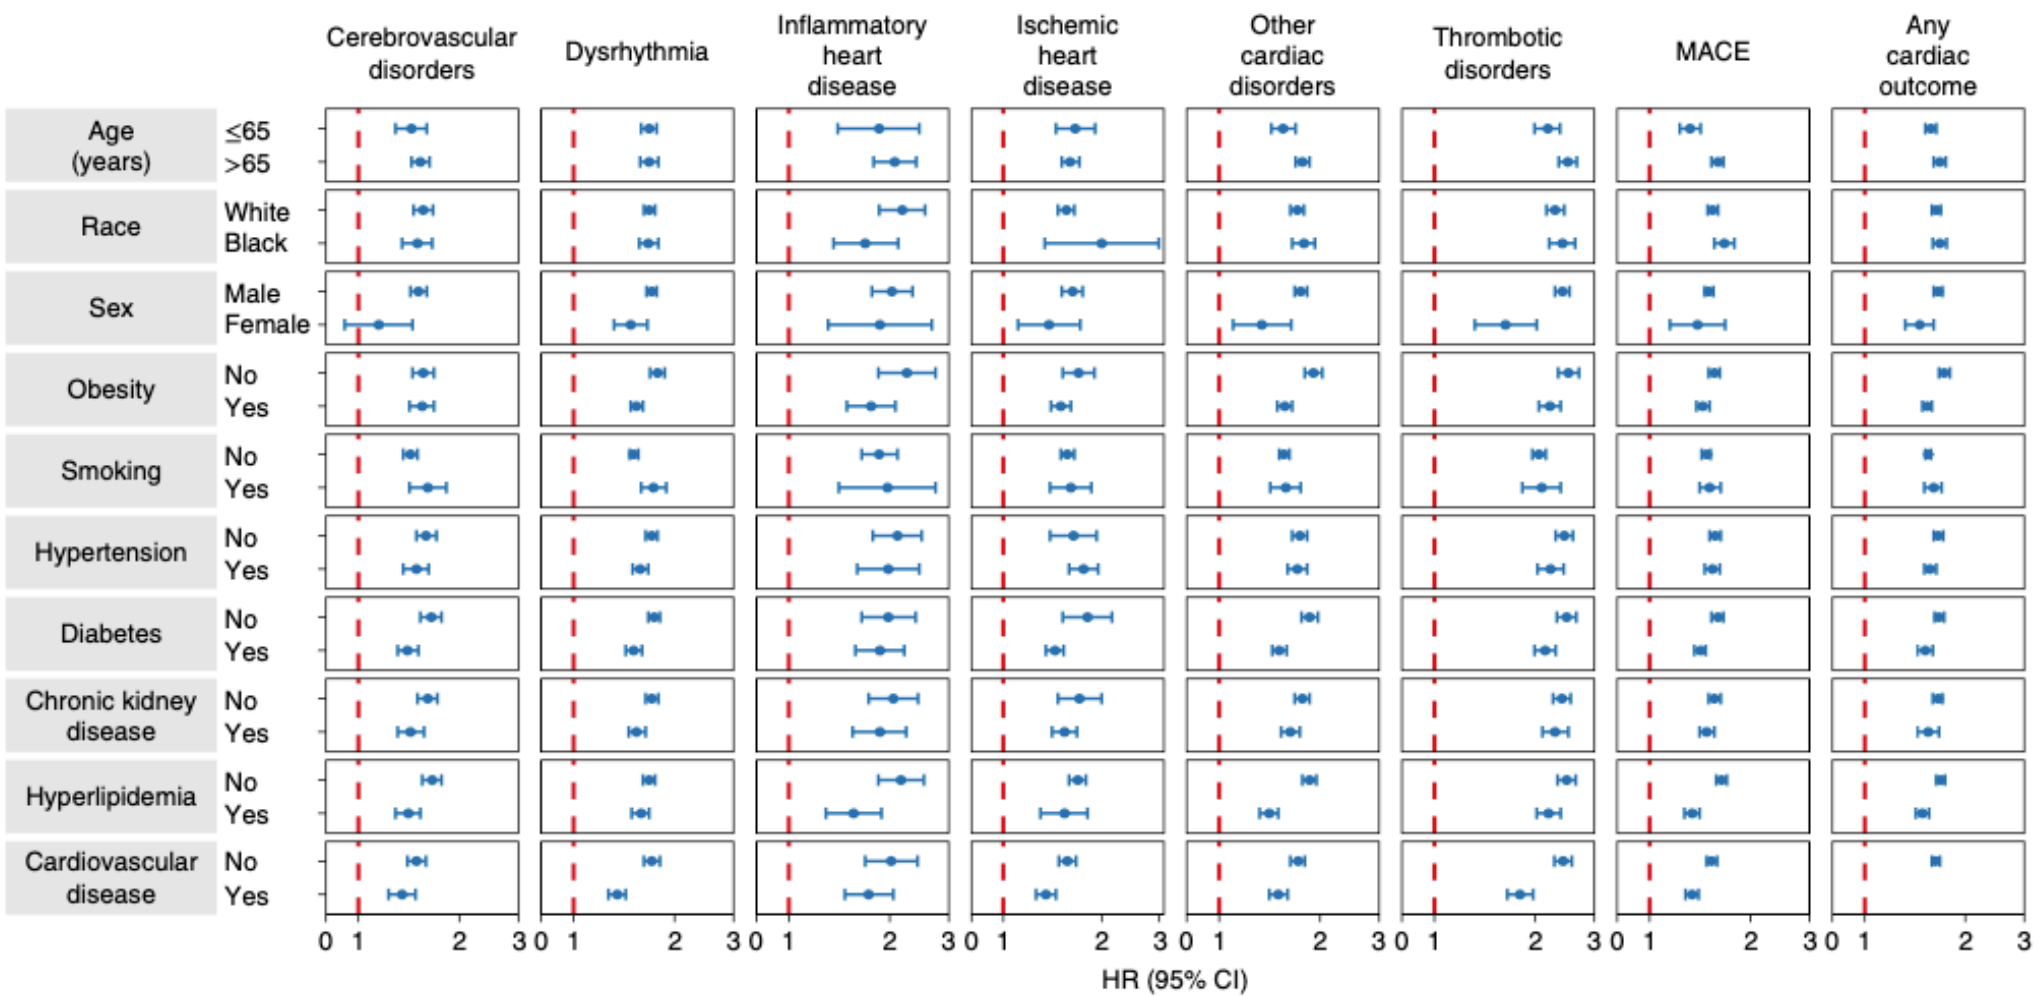 Cerebrovascular
disorders
Dysrhythmia
Inflammatory
heart
disease
Ischemic
heart
disease
Other
cardiac
disorders
Thrombotic
disorders
MACE
Any
cardiac
outcome
Age
(years)
≤65
>65
Race
White
Black
Sex
Male
Female
Obesity
No
Yes
Smoking
No
Yes
Hypertension
No
Yes
Diabetes
No
Yes
Chronic kidney
disease
No
Yes
Hyperlipidemia
No
Yes
Cardiovascular
disease
No
Yes
0 1 2 3 0 1 2 3 0 1 2 3 0 1 2 3 0 1 2 3 0 1 2 3 0 1 2 3 0 1 2 3
HR (95% CI)